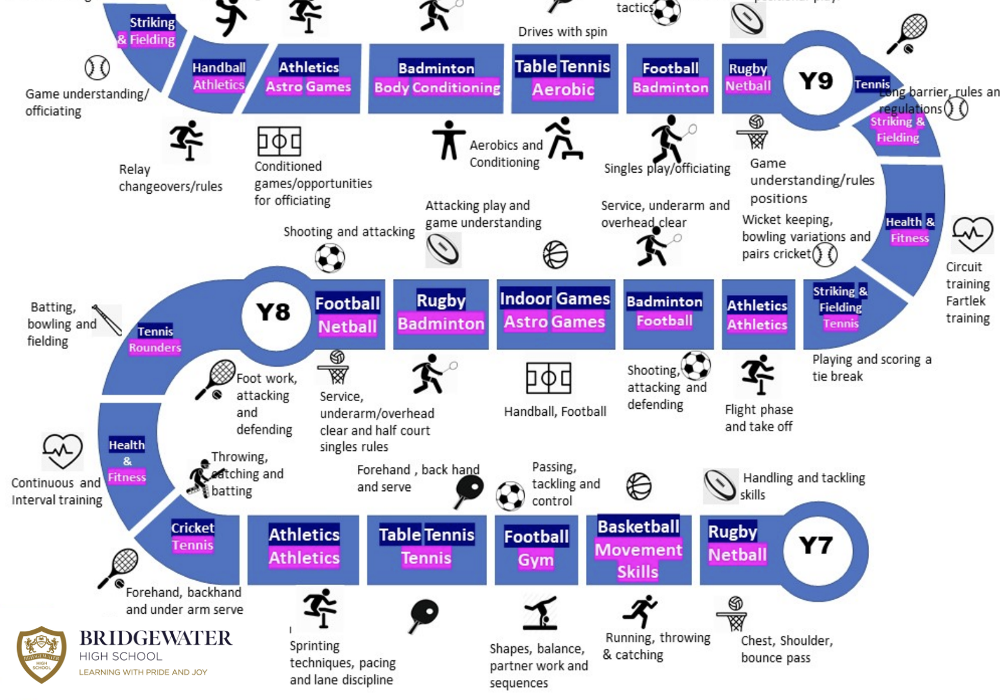 tactics
Drives with spin
Striking
& Fielding
Handball
Athletics
Athletics
Astro Games
Badminton
Body Conditioning
Table Tennis
Aerobic
Football
Badminton
Rugby
Netball
Y9
Tennis
Long barrier, rules an
regulations
Striking &
Fielding
Game understanding/
officiating
Relay
changeovers/rules
Conditioned
games/opportunities
for officiating
Aerobics and
Conditioning
Singles play/officiating
Game
understanding/rules
positions
Health &
Fitness
Circuit
training
Fartlek
training
Shooting and attacking
Attacking play and
game understanding
Service, underarm and
overhead clear
Wicket keeping,
bowling variations and
pairs cricket
Batting,
bowling and
fielding
Tennis
Rounders
Y8
Football
Netball
Rugby
Badminton
Indoor Games
Astro Games
Badminton
Football
Athletics
Athletics
Striking &
Fielding
Tennis
Foot work,
attacking
and
defending
Service,
underarm/overhead
clear and half court
singles rules
Handball, Football
Shooting,
attacking and
defending
Flight phase
and take off
Playing and scoring a
tie break
Health
&
Fitness
Continuous and
Interval training
Throwing,
catching and
batting
Forehand , back hand
and serve
Passing,
tackling and
control
Handling and tackling
skills
Cricket
Tennis
Athletics
Athletics
Table Tennis
Tennis
Football
Gym
Basketball
Movement
Skills
Rugby
Netball
Y7
Forehand, backhand
and under arm serve
Sprinting
techniques, pacing
and lane discipline
Shapes, balance,
partner work and
sequences
Running, throwing
& catching
Chest, Shoulder,
bounce pass
BRIDGEWATER
HIGH
SCHOOL
BRIDGEWATER
HIGH SCHOOL
LEARNING WITH PRIDE AND JOY